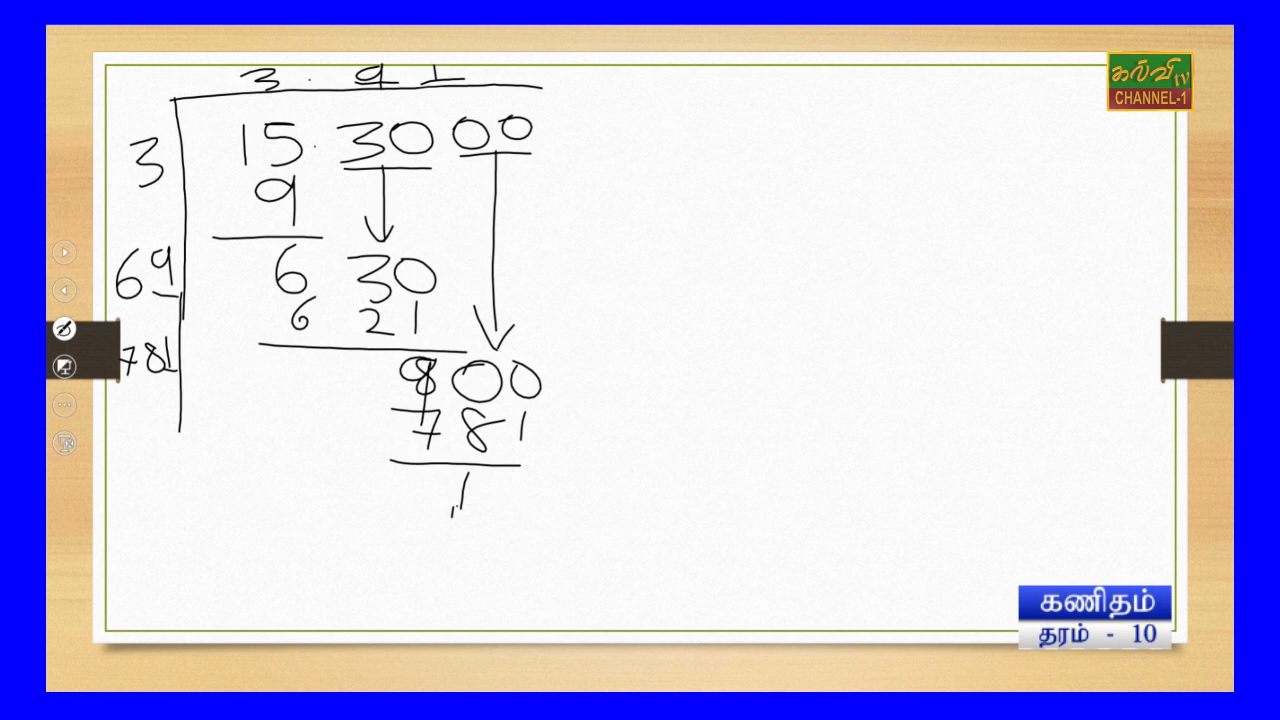 3 . 9 1
3 15 . 30 00
9
69 6 30
6 21
781 900
781
1
கல்வி tv
CHANNEL-1
கணிதம்
தரம் - 10